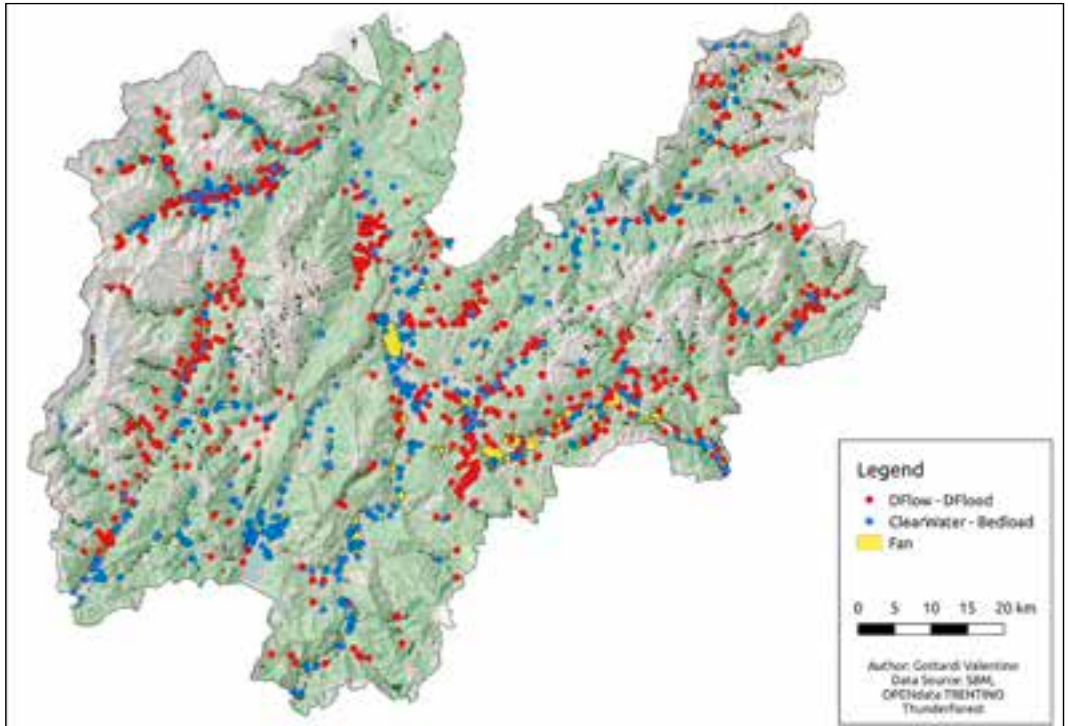 Legend
DFlow - DFlood
ClearWater - Bedload
Fan
0 5 10 15 20 km
Author: Gottardi Valentino
Data Source: SBML
OPENdata TRENTINO
Thunderforest